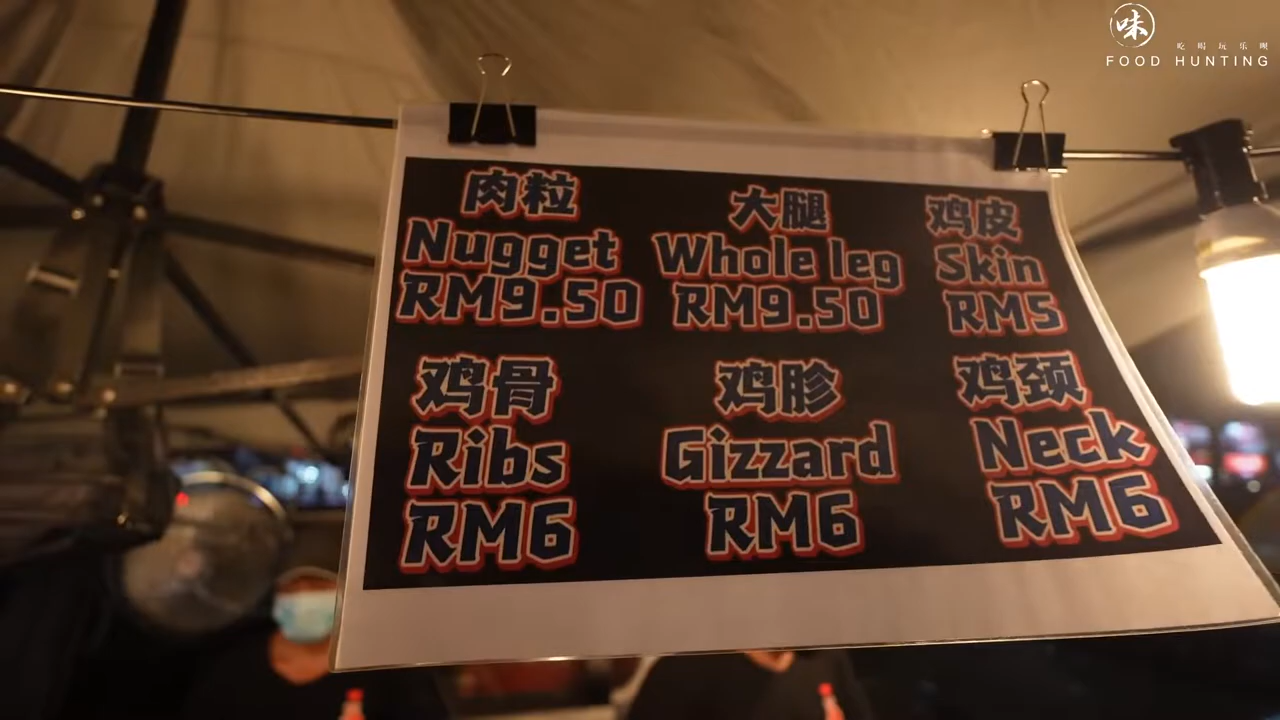 味
吃喝玩乐呗
FOOD HUNTING
肉粒
Nugget
RM9.50
大腿
Whole leg
RM9.50
鸡皮
Skin
RM5
鸡骨
Ribs
RM6
鸡胗
Gizzard
RM6
鸡颈
Neck
RM6